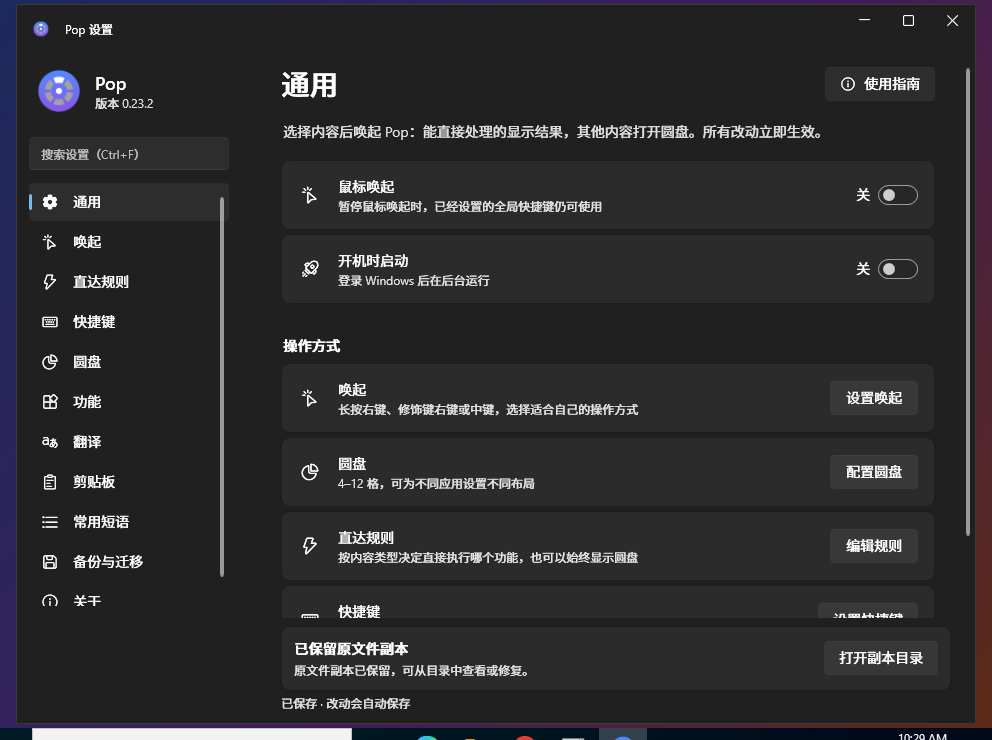 Pop 设置
Pop
版本 0.23.2
搜索设置（Ctrl+F）
通用
唤起
直达规则
快捷键
圆盘
功能
翻译
剪贴板
常用短语
备份与迁移
关于
通用
使用指南
选择内容后唤起 Pop：能直接处理的显示结果，其他内容打开圆盘。所有改动立即生效。
鼠标唤起
暂停鼠标唤起时，已经设置的全局快捷键仍可使用
关
开机时启动
登录 Windows 后在后台运行
关
操作方式
唤起
长按右键、修饰键右键或中键，选择适合自己的操作方式
设置唤起
圆盘
4–12 格，可为不同应用设置不同布局
配置圆盘
直达规则
按内容类型决定直接执行哪个功能，也可以始终显示圆盘
编辑规则
快捷键
设置快捷键
已保留原文件副本
原文件副本已保留，可从目录中查看或修复。
打开副本目录
已保存 · 改动会自动保存
10:29 AM